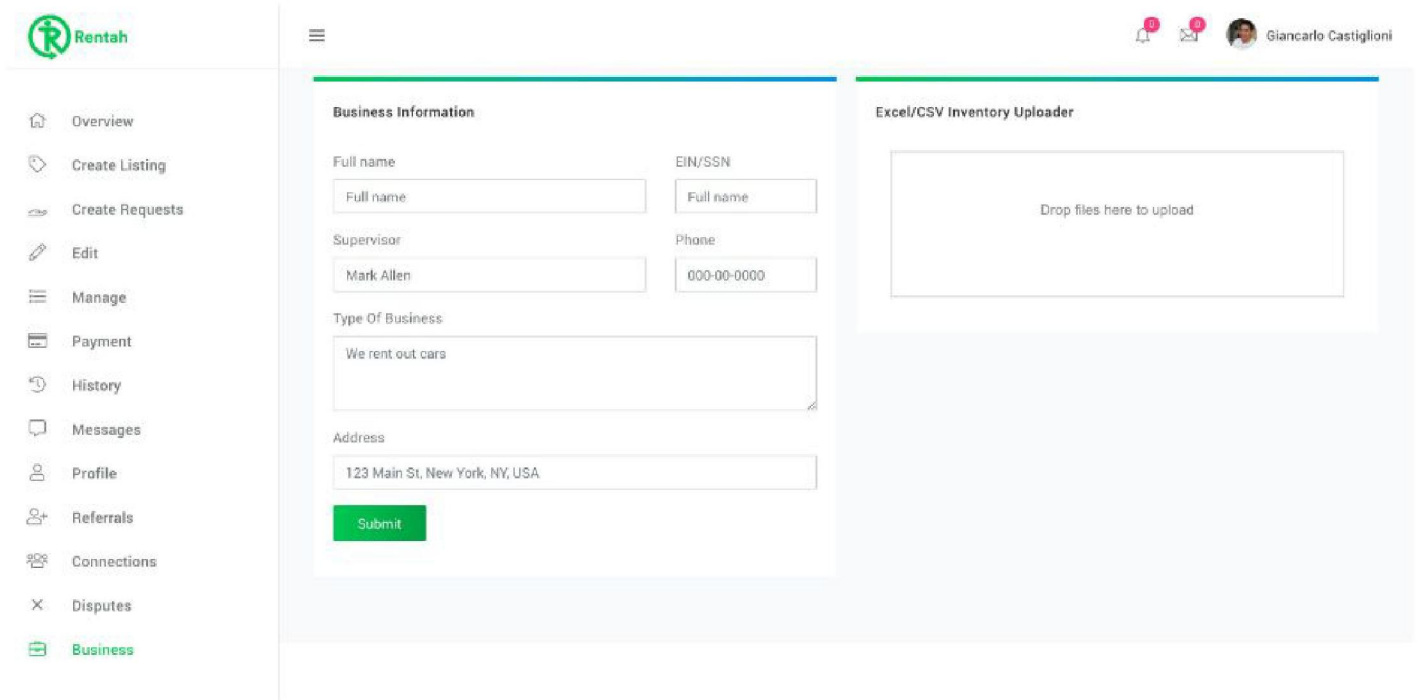 Rentah
0
0
Giancarlo Castiglioni
Overview
Create Listing
Create Requests
Edit
Manage
Payment
History
Messages
Profile
Referrals
Connections
Disputes
Business
Business Information
Full name
EIN/SSN
Full name
Full name
Supervisor
Phone
Mark Allen
000-00-0000
Type Of Business
We rent out cars
Address
123 Main St, New York, NY, USA
Submit
Excel/CSV Inventory Uploader
Drop files here to upload